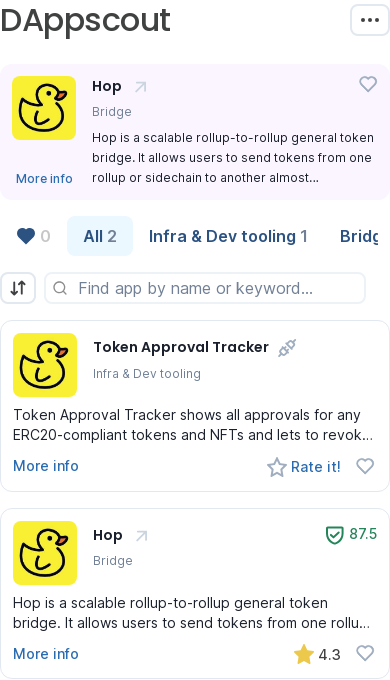 DAppscout
Hop
Bridge
Hop is a scalable rollup-to-rollup general token
bridge. It allows users to send tokens from one
rollup or sidechain to another almost...
More info
0
All 2
Infra & Dev tooling 1
Bridg
Find app by name or keyword...
Token Approval Tracker
Infra & Dev tooling
Token Approval Tracker shows all approvals for any
ERC20-compliant tokens and NFTs and lets to revok...
More info
Rate it!
Hop
87.5
Bridge
Hop is a scalable rollup-to-rollup general token
bridge. It allows users to send tokens from one rollu...
More info
4.3